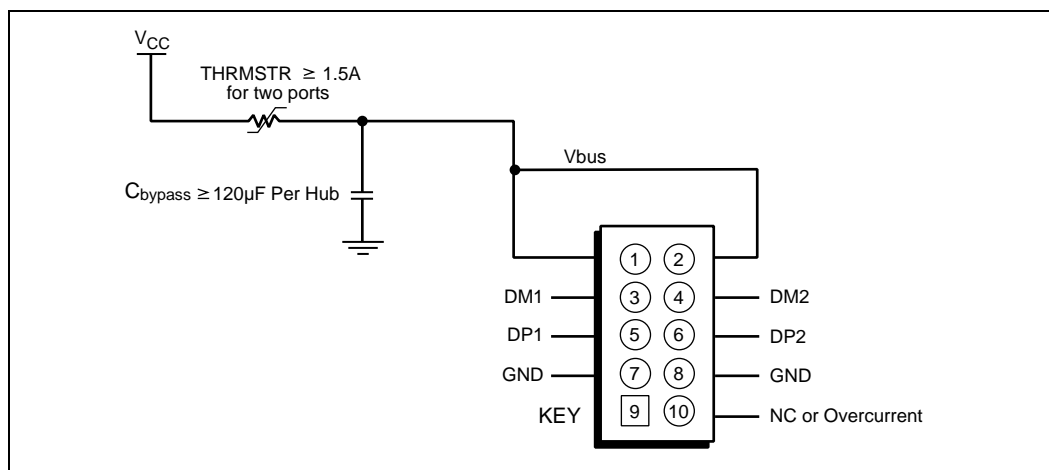 VCC
THRMSTR ≥ 1.5A
for two ports
Vbus
Cbypass ≥ 120µF Per Hub
1 2
DM1 3 4 DM2
DP1 5 6 DP2
GND 7 8 GND
KEY 9 10 NC or Overcurrent